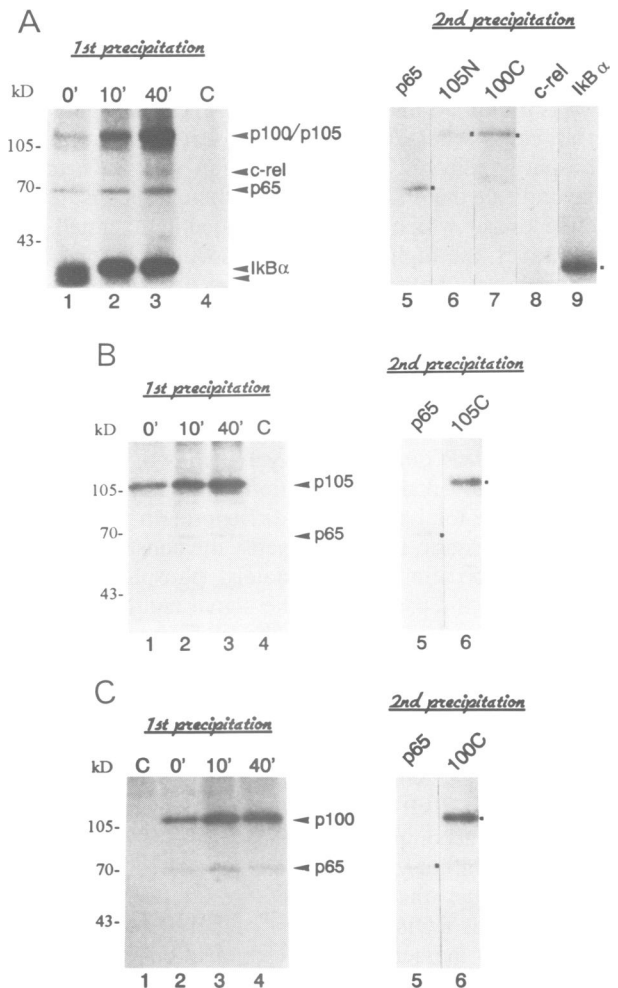 A
1st precipitation
kD 0' 10' 40' C
105-
70-
43-
p100/p105
c-rel
p65
IkBα
1 2 3 4
2nd precipitation
p65 105N 100C c-rel IkBα
5 6 7 8 9
B
1st precipitation
kD 0' 10' 40' C
105-
70-
43-
p105
p65
1 2 3 4
2nd precipitation
p65 105C
5 6
C
1st precipitation
kD C 0' 10' 40'
105-
70-
43-
p100
p65
1 2 3 4
2nd precipitation
p65 100C
5 6